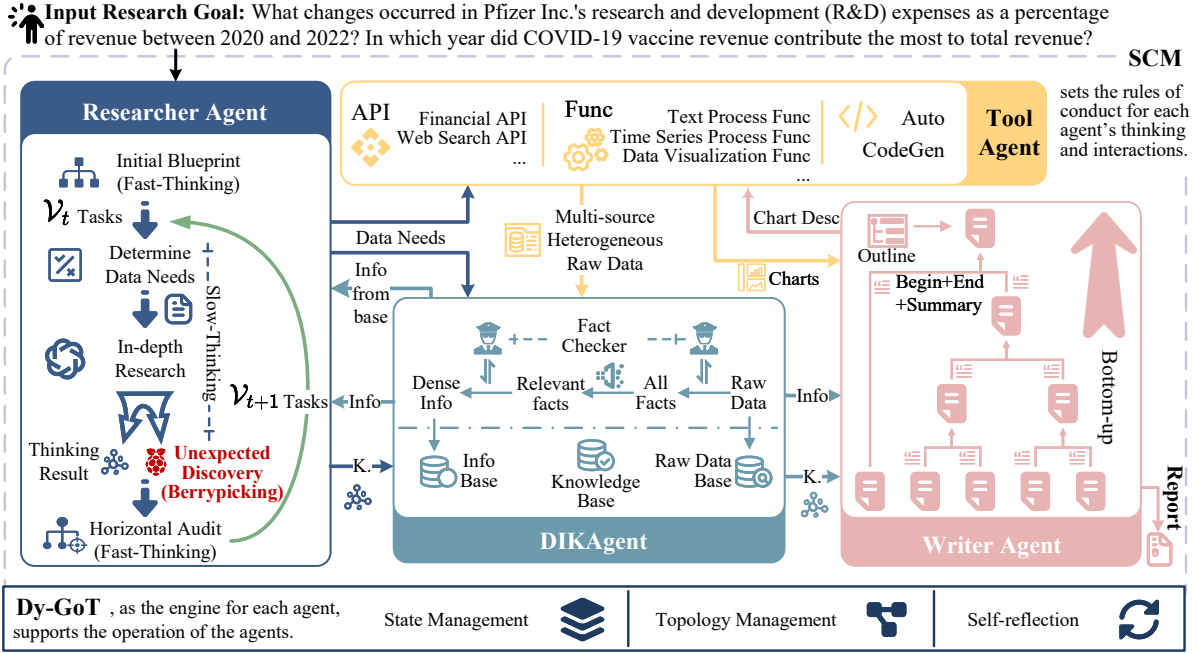 Input Research Goal: What changes occurred in Pfizer Inc.'s research and development (R&D) expenses as a percentage
of revenue between 2020 and 2022? In which year did COVID-19 vaccine revenue contribute the most to total revenue?
SCM
sets the rules of
conduct for each
agent's thinking
and interactions.
Researcher Agent
Initial Blueprint
(Fast-Thinking)
𝒱t Tasks
Determine
Data Needs
Slow-Thinking
In-depth
Research
𝒱t+1 Tasks
Thinking
Result
Unexpected
Discovery
(Berrypicking)
Horizontal Audit
(Fast-Thinking)
API
Financial API
Web Search API
...
Func
Text Process Func
Time Series Process Func
Data Visualization Func
...
Auto
CodeGen
Tool
Agent
Data Needs
Info
from
base
Info
K.
Multi-source
Heterogeneous
Raw Data
Chart Desc
Charts
Fact
Checker
Dense
Info
Relevant
facts
All
Facts
Raw
Data
Info
Base
Knowledge
Base
Raw Data
Base
DIKAgent
Info
K.
Outline
Begin+End
+Summary
Bottom-up
Writer Agent
Report
Dy-GoT , as the engine for each agent,
supports the operation of the agents.
State Management
Topology Management
Self-reflection